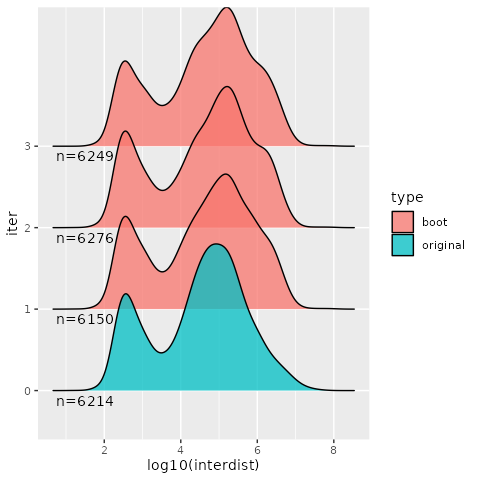 3
n=6249
2
n=6276
1
n=6150
0
n=6214
iter
2 4 6 8
log10(interdist)
type
boot
original